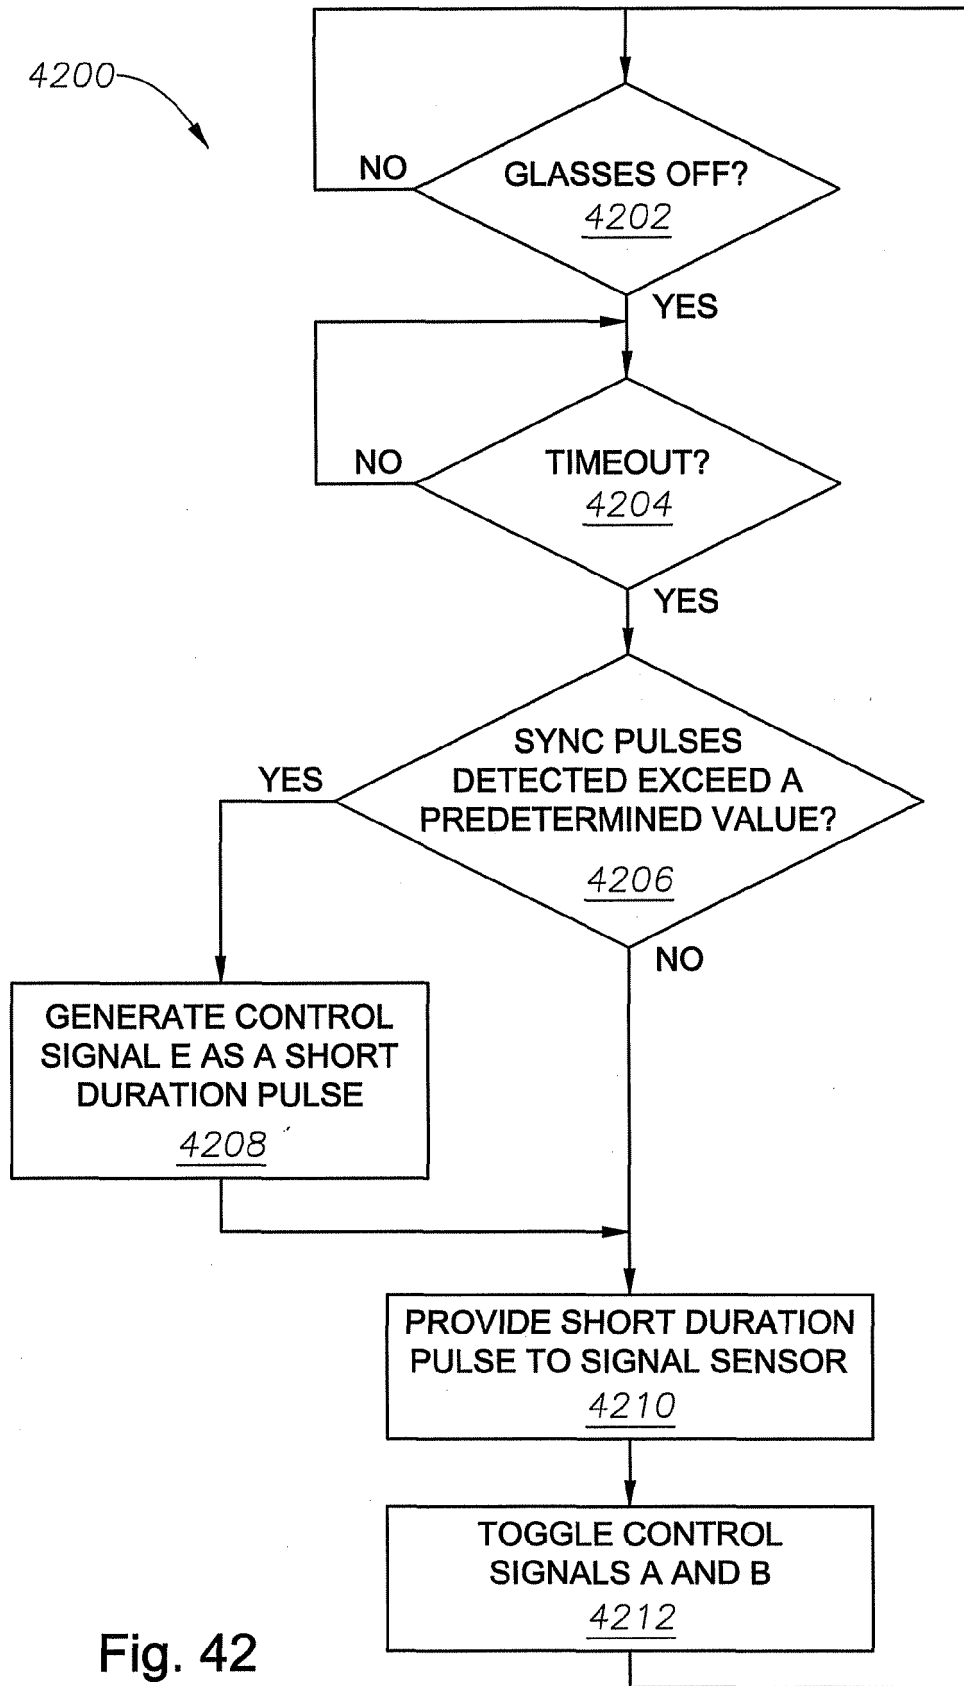 4200
GLASSES OFF?
4202
NO
YES
TIMEOUT?
4204
NO
YES
SYNC PULSES
DETECTED EXCEED A
PREDETERMINED VALUE?
4206
YES
NO
GENERATE CONTROL
SIGNAL E AS A SHORT
DURATION PULSE
4208
PROVIDE SHORT DURATION
PULSE TO SIGNAL SENSOR
4210
TOGGLE CONTROL
SIGNALS A AND B
4212
Fig. 42